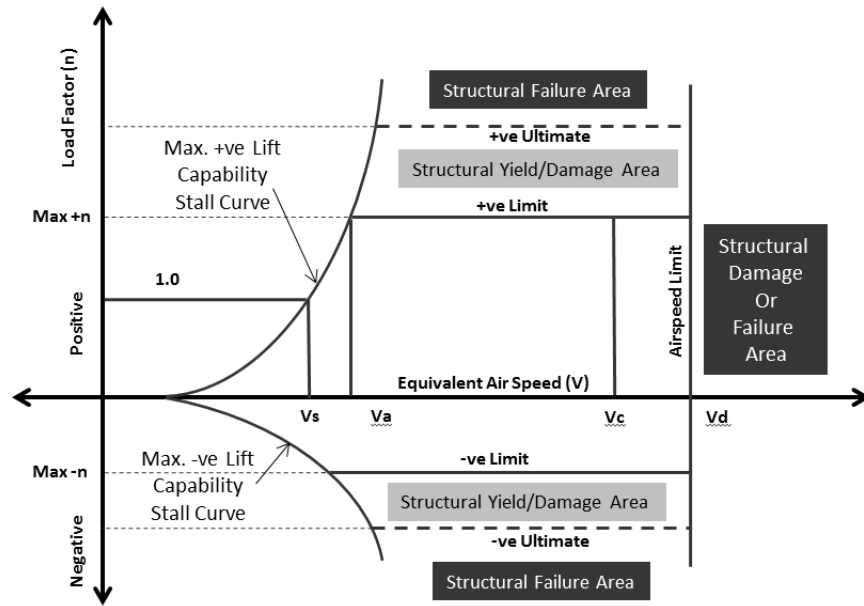 Load Factor (n)
Structural Failure Area
+ve Ultimate
Max. +ve Lift
Capability
Stall Curve
Structural Yield/Damage Area
Max +n
+ve Limit
Structural
Damage
Or
Failure
Area
Airspeed Limit
1.0
Positive
Equivalent Air Speed (V)
Vs
Va
Vc
Vd
Max. -ve Lift
Capability
Stall Curve
-ve Limit
Max -n
Structural Yield/Damage Area
-ve Ultimate
Negative
Structural Failure Area